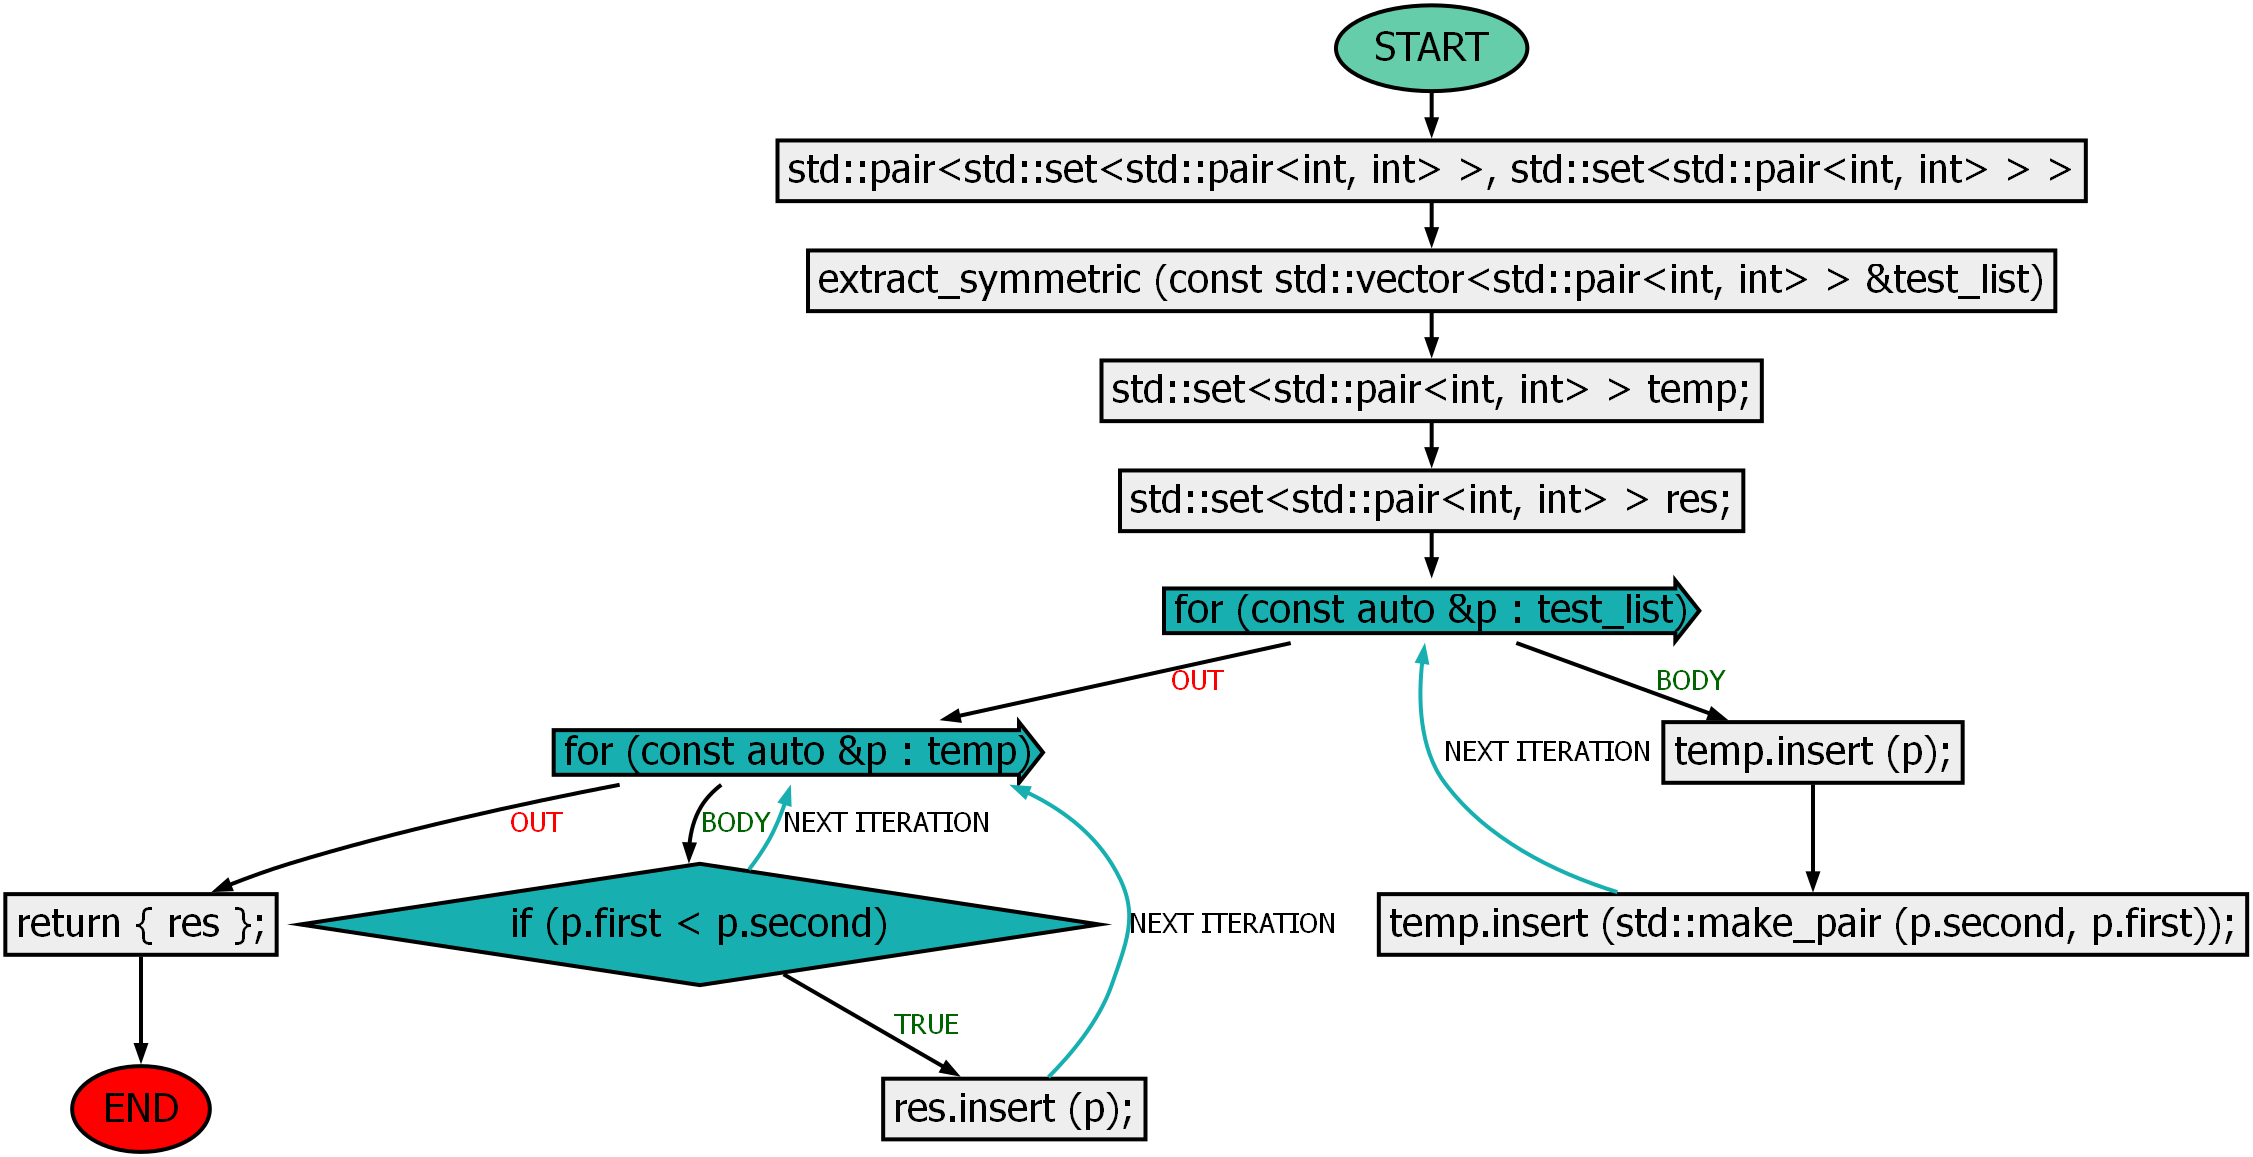 START
std::pair<std::set<std::pair<int, int> >, std::set<std::pair<int, int> > >
extract_symmetric (const std::vector<std::pair<int, int> > &test_list)
std::set<std::pair<int, int> > temp;
std::set<std::pair<int, int> > res;
for (const auto &p : test_list)
OUT
BODY
for (const auto &p : temp)
NEXT ITERATION
temp.insert (p);
OUT
BODY
NEXT ITERATION
return { res };
if (p.first < p.second)
NEXT ITERATION
temp.insert (std::make_pair (p.second, p.first));
TRUE
END
res.insert (p);